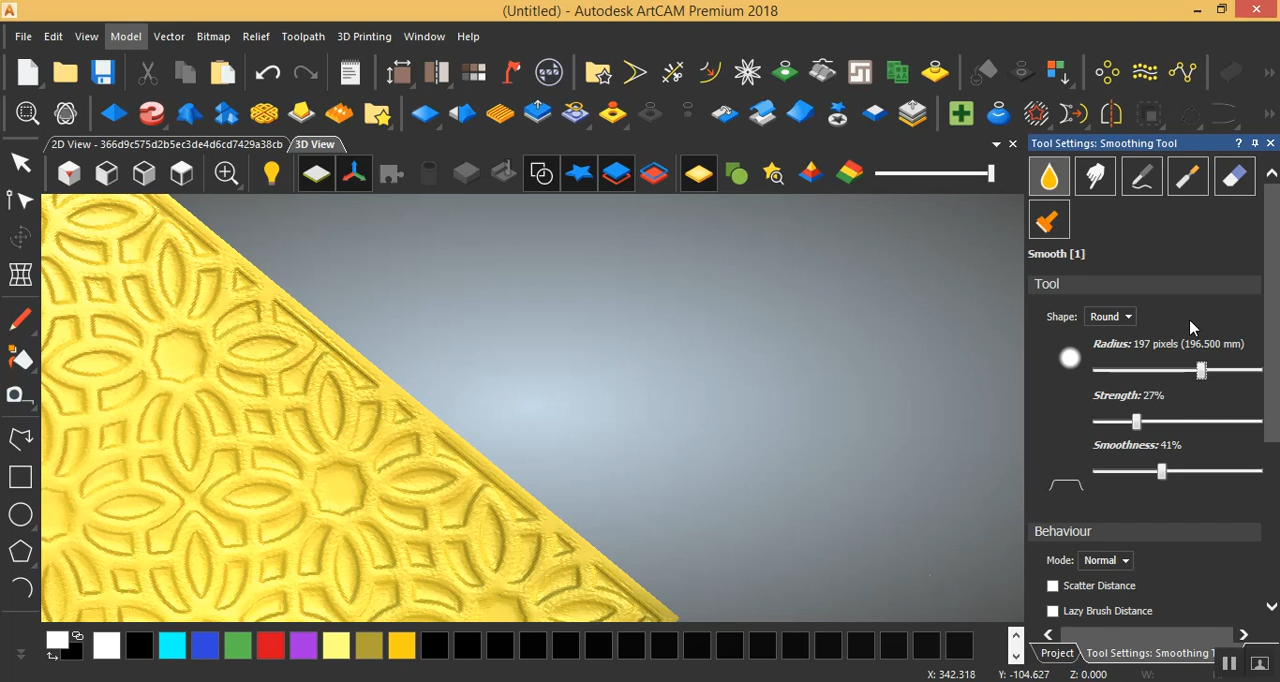 (Untitled) - Autodesk ArtCAM Premium 2018
File Edit View Model Vector Bitmap Relief Toolpath 3D Printing Window Help
2D View - 366d9c575d2b5ec3de4d6cd7429a38cb 3D View
Tool Settings: Smoothing Tool
Smooth [1]
Tool
Shape: Round
Radius: 197 pixels (196.500 mm)
Strength: 27%
Smoothness: 41%
Behaviour
Mode: Normal
Scatter Distance
Lazy Brush Distance
Project Tool Settings: Smoothing T
X: 342.318 Y: -104.627 Z: 0.000 W: